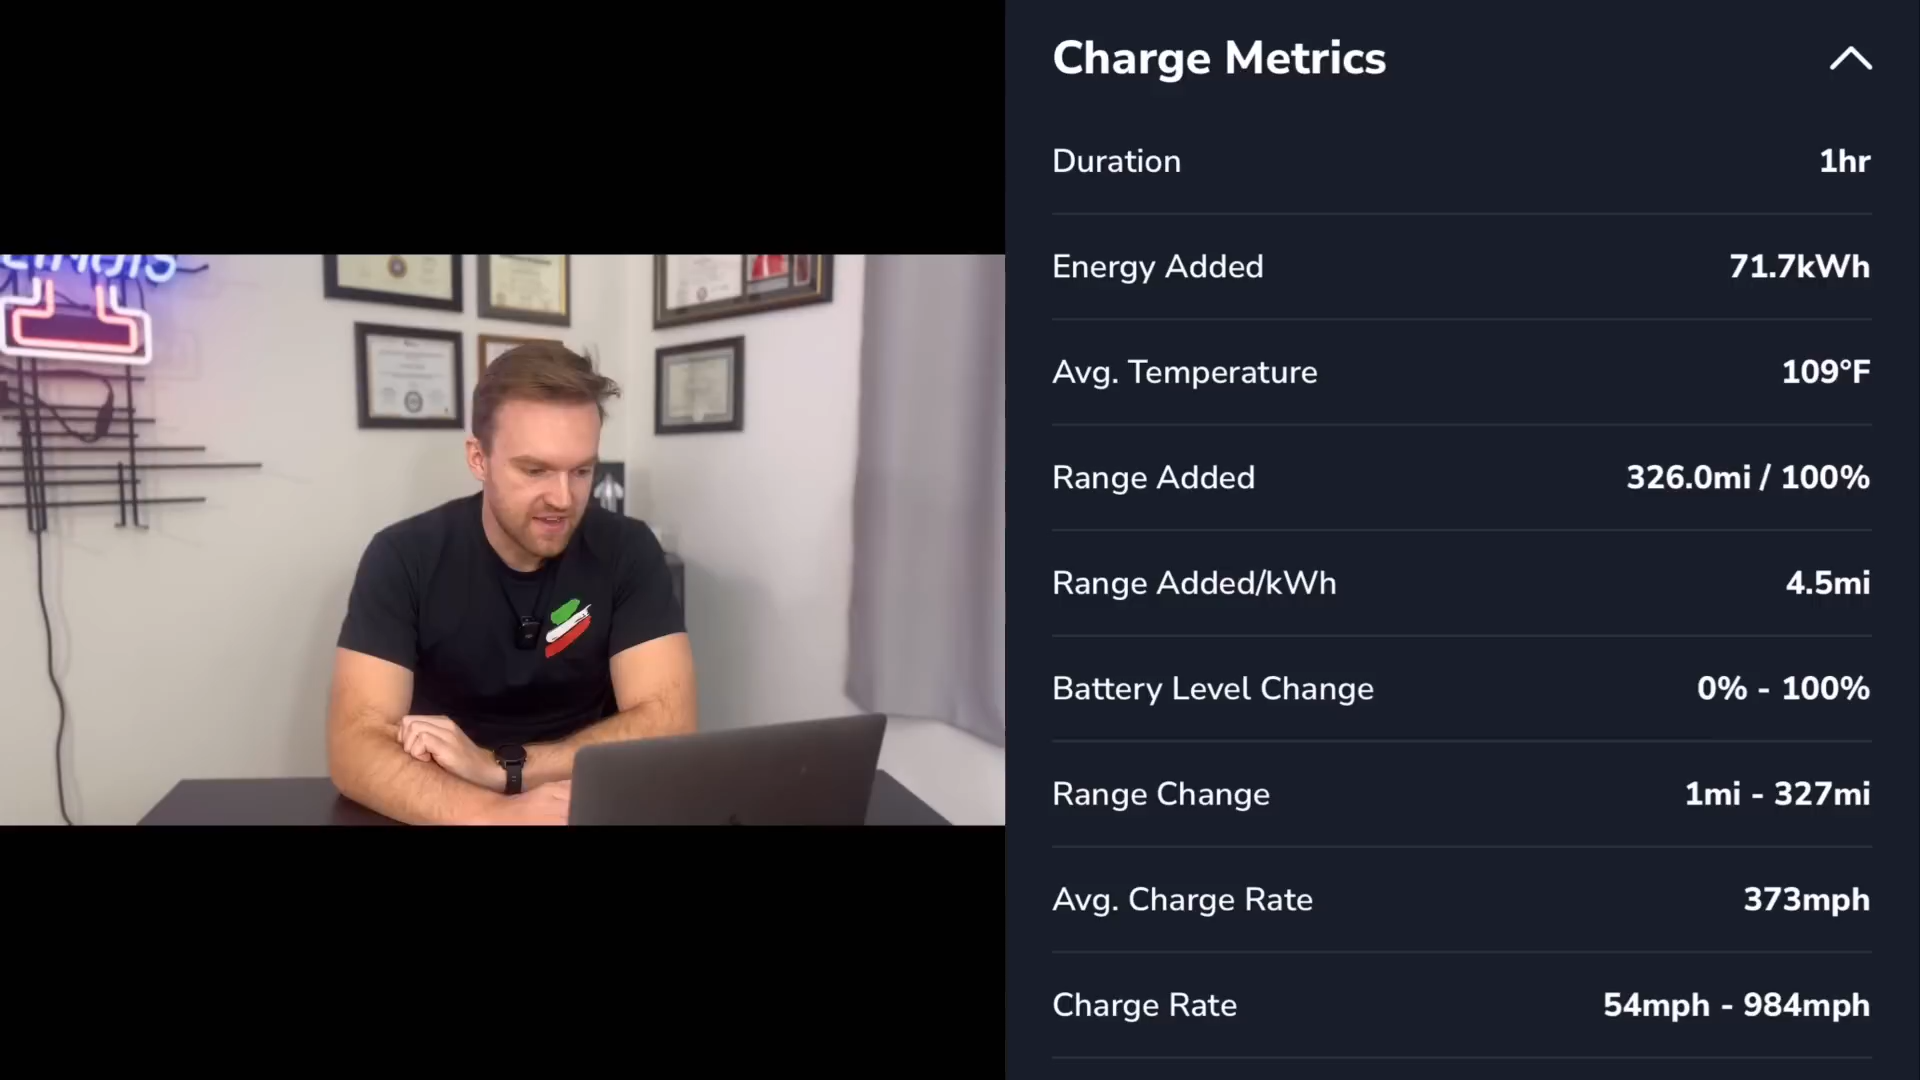 Charge Metrics
Duration 1hr
Energy Added 71.7kWh
Avg. Temperature 109°F
Range Added 326.0mi / 100%
Range Added/kWh 4.5mi
Battery Level Change 0% - 100%
Range Change 1mi - 327mi
Avg. Charge Rate 373mph
Charge Rate 54mph - 984mph